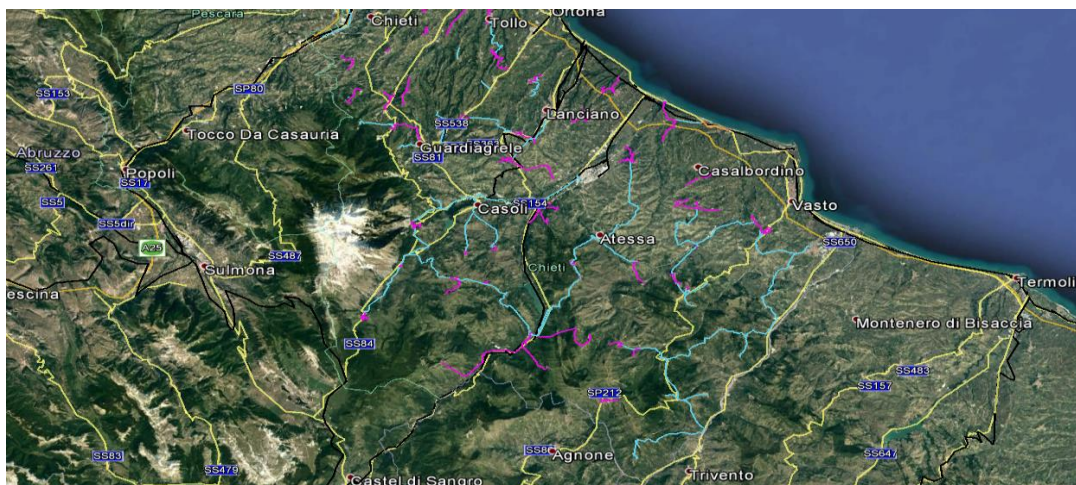 Pescara
Chieti
Tollo
Ortona
SS153
SP80
Lanciano
Tocco Da Casauria
SS538
Guardiagrele
SS81
Abruzzo
SS261
Popoli
SS17
Casalbordino
SS5
SS154
Casoli
Vasto
SS5dir
A25
Atessa
SS650
SS487
Sulmona
Chieti
escina
Termoli
Montenero di Bisaccia
SS84
SS483
SS157
SP212
SS83
SS479
SS8
Agnone
SS647
Trivento
Castel di Sangro